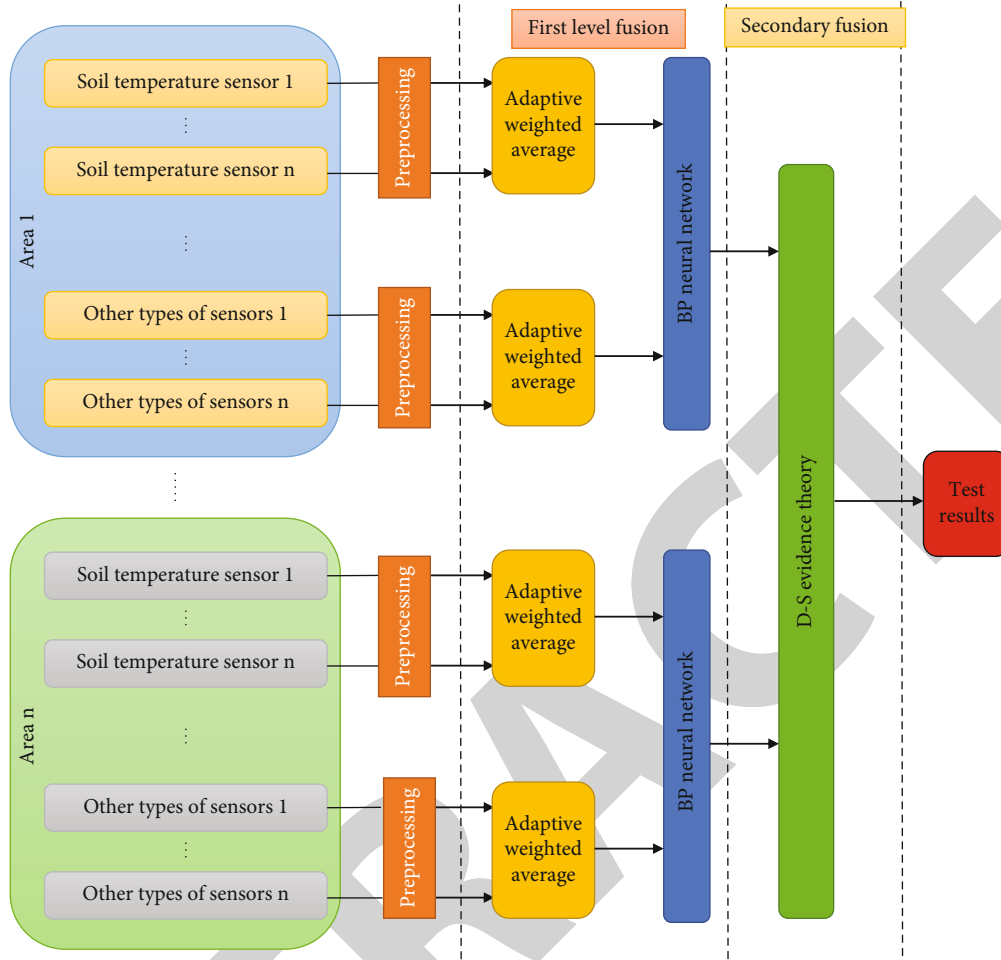 First level fusion
Secondary fusion
Area 1
Soil temperature sensor 1
Soil temperature sensor n
Other types of sensors 1
Other types of sensors n
Preprocessing
Preprocessing
Adaptive
weighted
average
Adaptive
weighted
average
BP neural network
Area n
Soil temperature sensor 1
Soil temperature sensor n
Other types of sensors 1
Other types of sensors n
Preprocessing
Preprocessing
Adaptive
weighted
average
Adaptive
weighted
average
BP neural network
D-S evidence theory
Test
results
RACTE